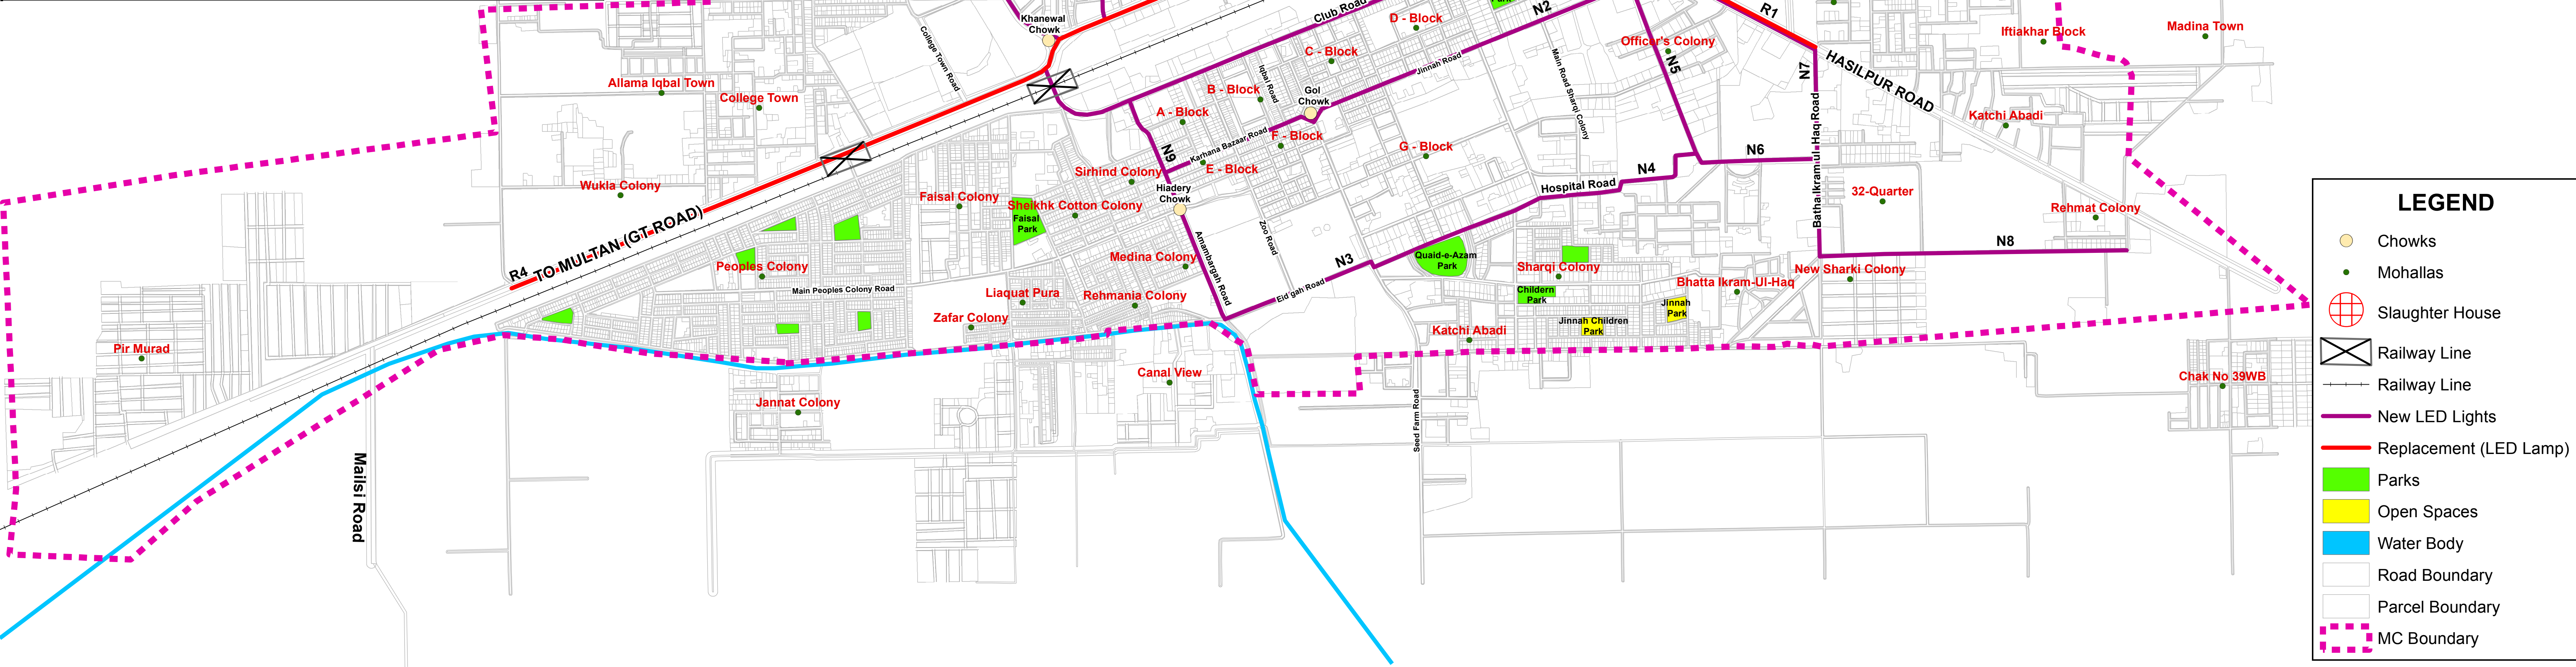 Khanewal
Chowk
Club Road
D - Block
Park
N2
R1
Iftiakhar Block
Madina Town
College Town Road
C - Block
Jinnah Road
Main Road Sharqi Colony
Officer's Colony
N5
N7
HASILPUR ROAD
Allama Iqbal Town
College Town
B - Block
Iqbal Road
Gol
Chowk
A - Block
Katchi Abadi
N9
Karhana Bazaar Road
F - Block
G - Block
Batha Ikram ul Haq Road
N6
E - Block
Sirhind Colony
N4
Wukla Colony
Faisal Colony
Hiadery
Chowk
Hospital Road
32-Quarter
Sheikhk Cotton Colony
Faisal
Park
Rehmat Colony
R4
TO MULTAN (GT ROAD)
Zoo Road
Amambargah Road
N8
Medina Colony
N3
Quaid-e-Azam
Park
Peoples Colony
Sharqi Colony
New Sharki Colony
Main Peoples Colony Road
Liaquat Pura
Rehmania Colony
Eid gah Road
Childern
Park
Bhatta Ikram-Ul-Haq
Jinnah
Park
Zafar Colony
Katchi Abadi
Jinnah Children
Park
Pir Murad
Canal View
Chak No 39WB
Jannat Colony
Seed Farm Road
Mailsi Road
LEGEND
Chowks
Mohallas
Slaughter House
Railway Line
Railway Line
New LED Lights
Replacement (LED Lamp)
Parks
Open Spaces
Water Body
Road Boundary
Parcel Boundary
MC Boundary